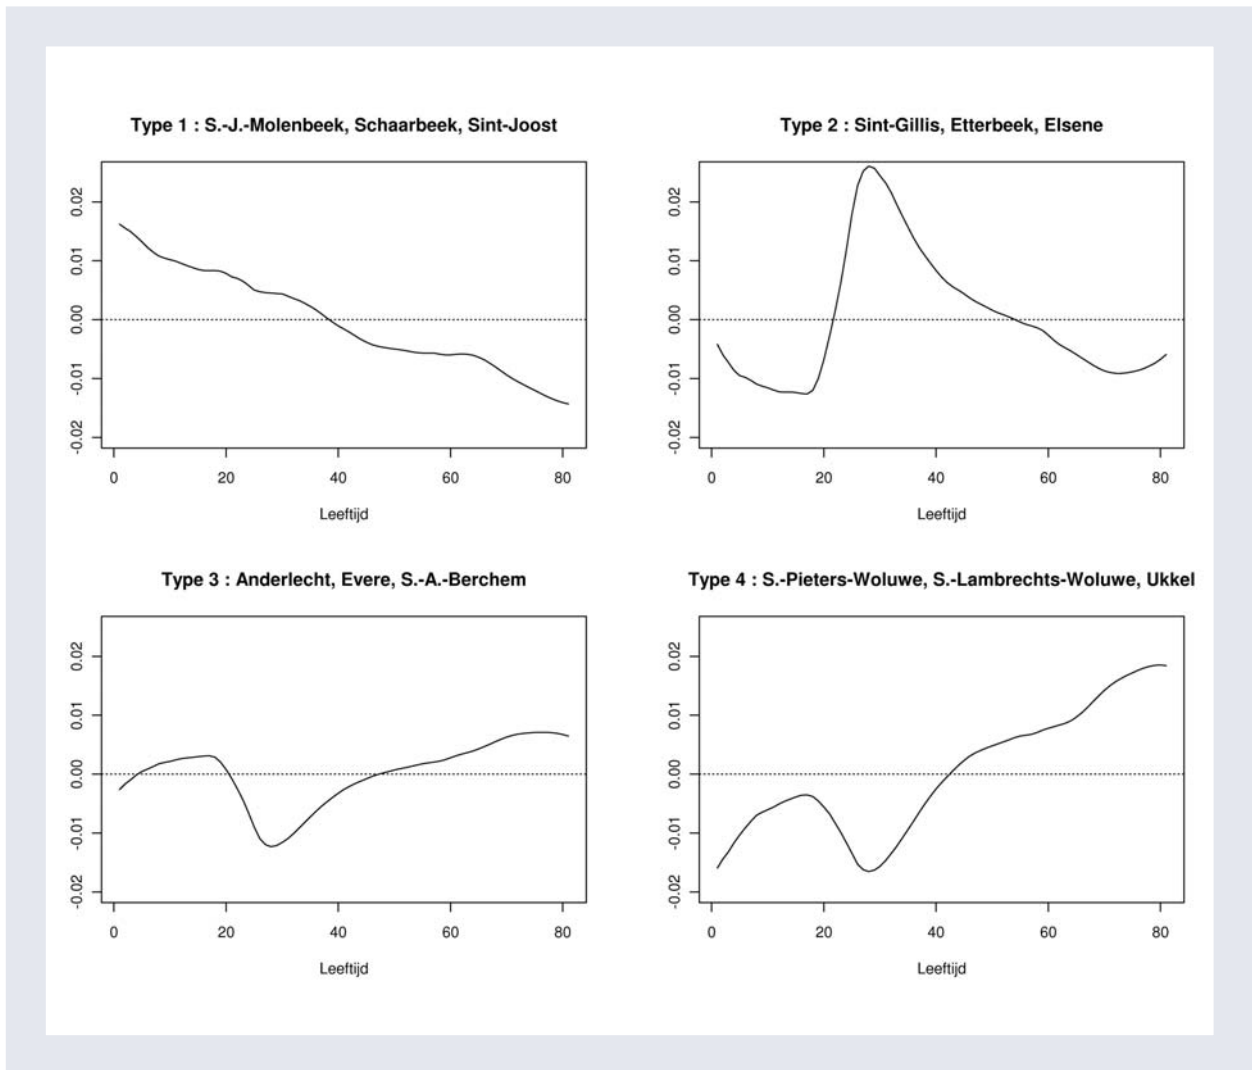 Type 1 : S.-J.-Molenbeek, Schaarbeek, Sint-Joost
0.02
0.01
0.00
-0.01
-0.02
0 20 40 60 80
Leeftijd
Type 2 : Sint-Gillis, Etterbeek, Elsene
0.02
0.01
0.00
-0.01
-0.02
0 20 40 60 80
Leeftijd
Type 3 : Anderlecht, Evere, S.-A.-Berchem
0.02
0.01
0.00
-0.01
-0.02
0 20 40 60 80
Leeftijd
Type 4 : S.-Pieters-Woluwe, S.-Lambrechts-Woluwe, Ukkel
0.02
0.01
0.00
-0.01
-0.02
0 20 40 60 80
Leeftijd